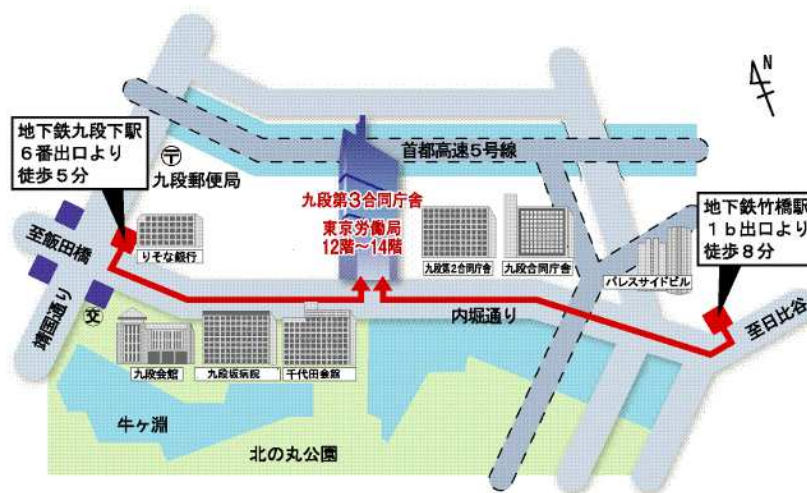 N
地下鉄九段下駅
6番出口より
徒歩5分
〒
九段郵便局
首都高速5号線
九段第3合同庁舎
東京労働局
12階～14階
地下鉄竹橋駅
1b出口より
徒歩8分
至飯田橋
りそな銀行
九段第2合同庁舎
九段合同庁舎
パレスサイドビル
靖国通り
交
内堀通り
至日比谷
九段会館
九段坂病院
千代田会館
牛ヶ淵
北の丸公園